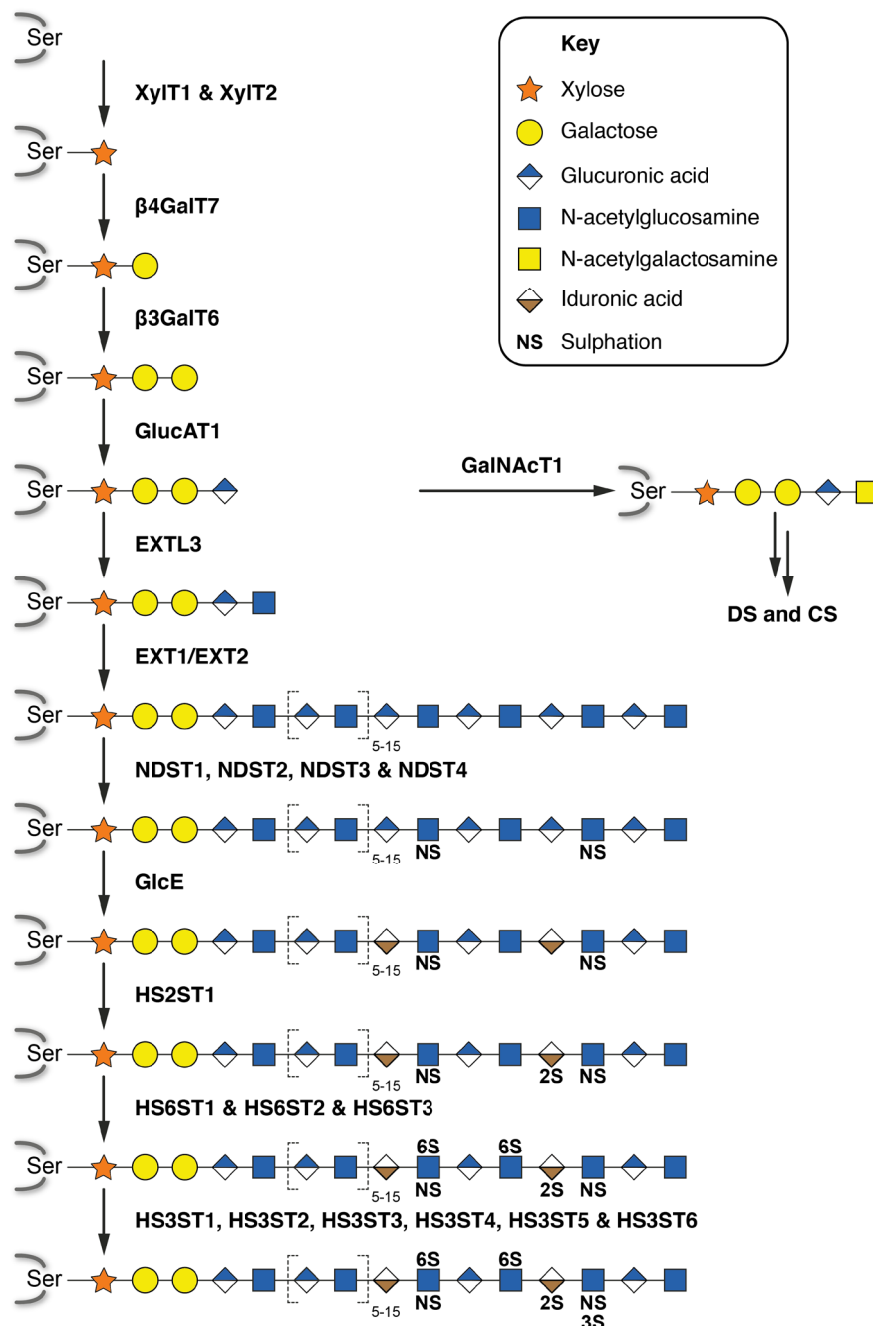 Ser
XylT1 & XylT2
Ser
β4GalT7
Ser
β3GalT6
Ser
GlucAT1
Ser
EXTL3
Ser
EXT1/EXT2
Ser
5-15
NDST1, NDST2, NDST3 & NDST4
Ser
5-15
NS
NS
GlcE
Ser
5-15
NS
NS
HS2ST1
Ser
5-15
NS
2S
NS
HS6ST1 & HS6ST2 & HS6ST3
6S
6S
Ser
5-15
NS
2S
NS
HS3ST1, HS3ST2, HS3ST3, HS3ST4, HS3ST5 & HS3ST6
6S
6S
Ser
5-15
NS
2S
NS
3S
Key
Xylose
Galactose
Glucuronic acid
N-acetylglucosamine
N-acetylgalactosamine
Iduronic acid
NS Sulphation
GalNAcT1
Ser
DS and CS